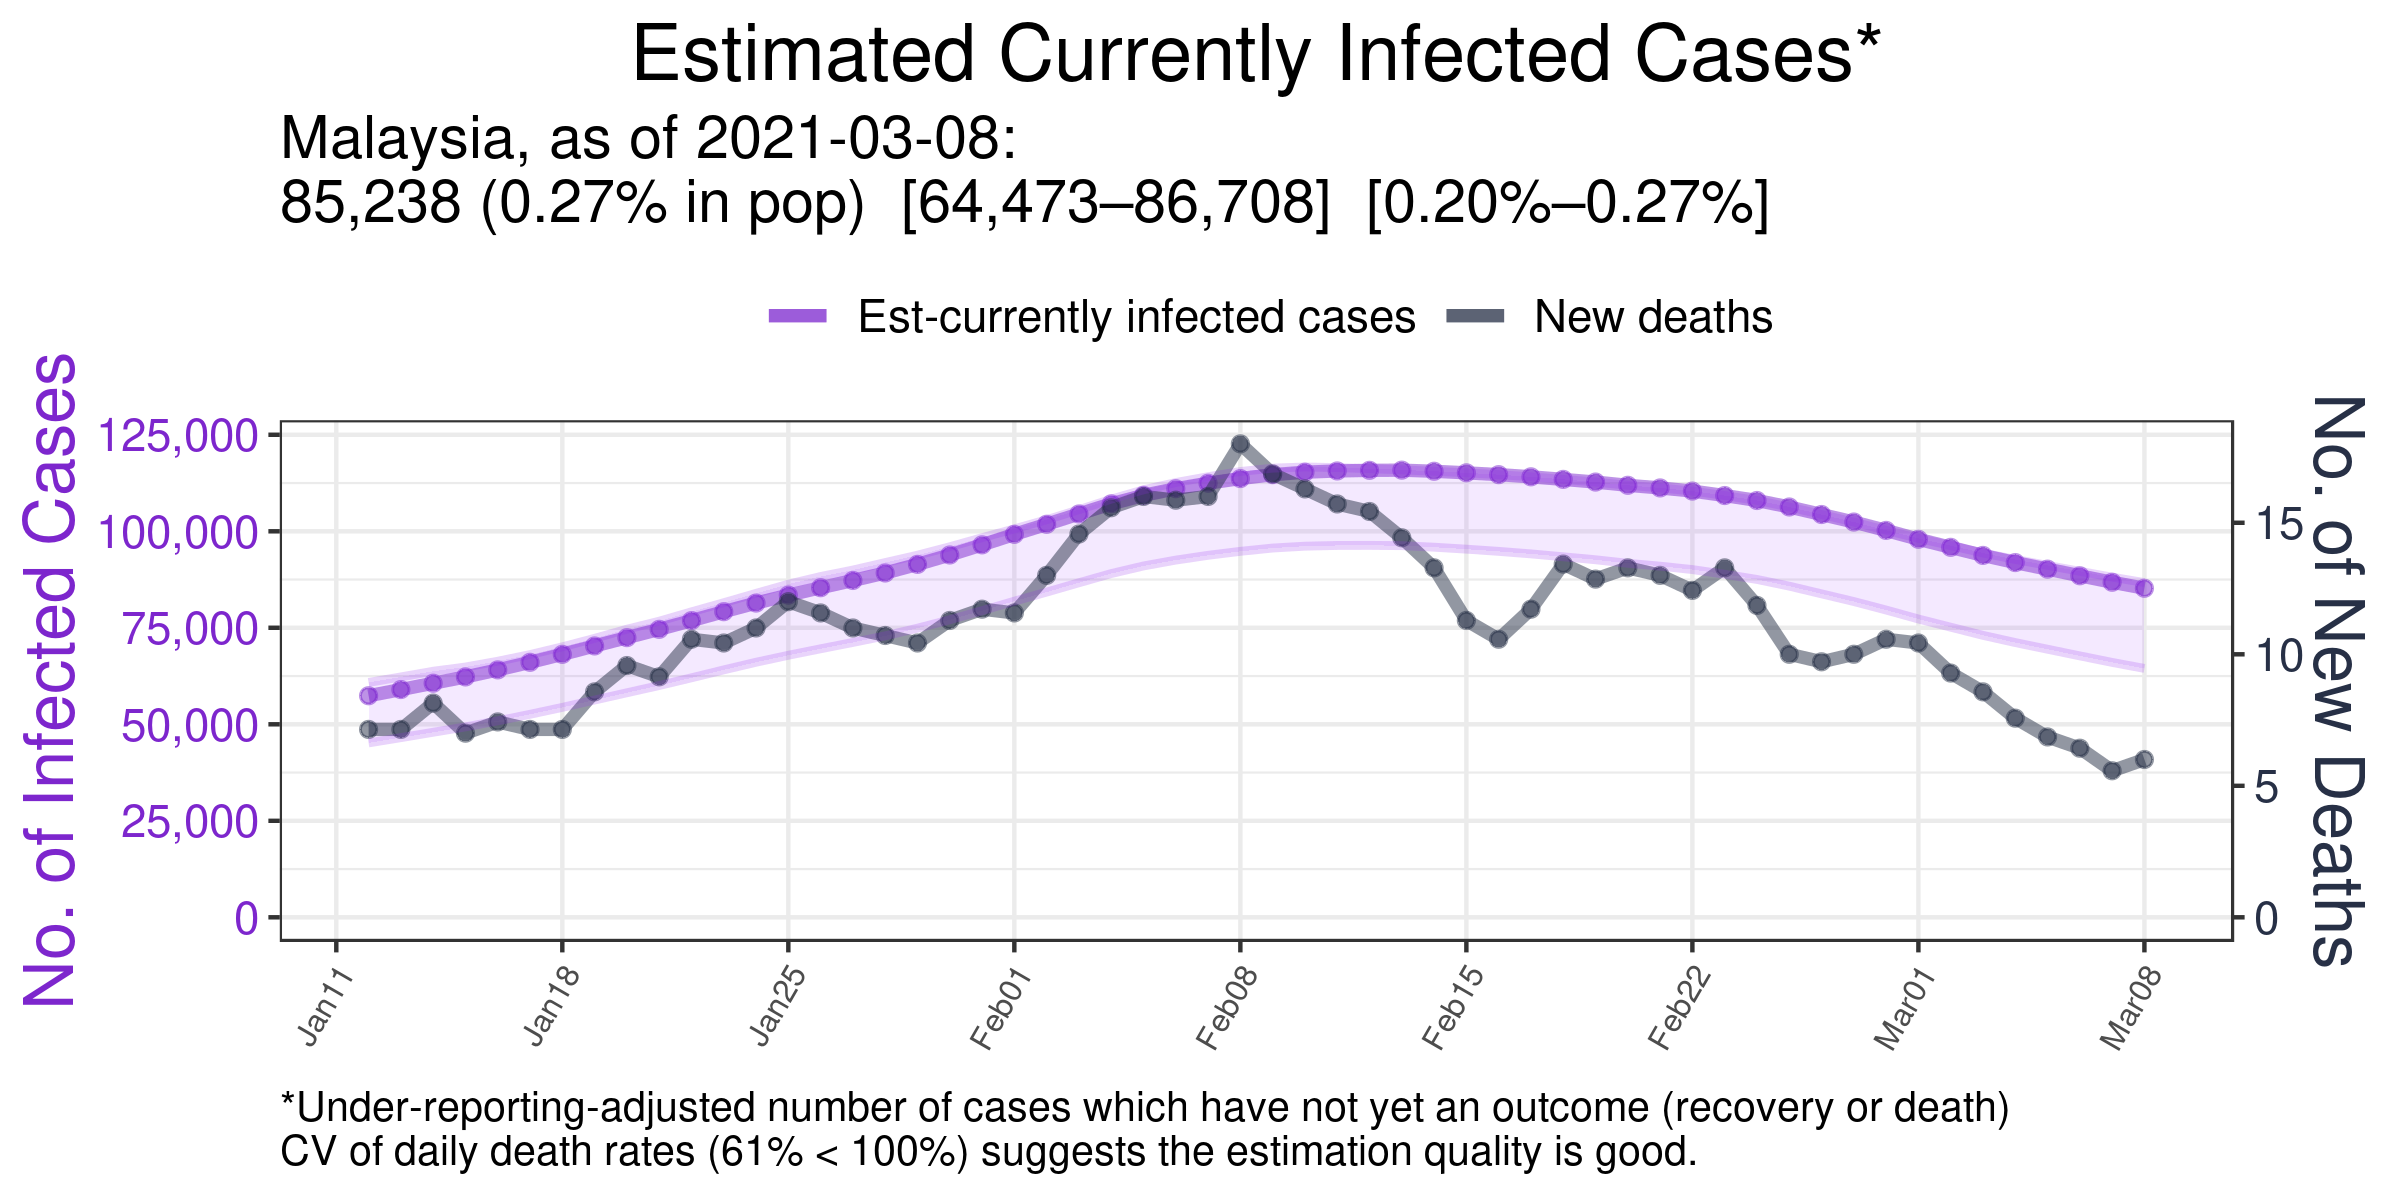 Estimated Currently Infected Cases*
Malaysia, as of 2021-03-08:
85,238 (0.27% in pop) [64,473–86,708] [0.20%–0.27%]
Est-currently infected cases New deaths
No. of Infected Cases
125,000
100,000
75,000
50,000
25,000
0
No. of New Deaths
15
10
5
0
Jan11 Jan18 Jan25 Feb01 Feb08 Feb15 Feb22 Mar01 Mar08
*Under-reporting-adjusted number of cases which have not yet an outcome (recovery or death)
CV of daily death rates (61% < 100%) suggests the estimation quality is good.